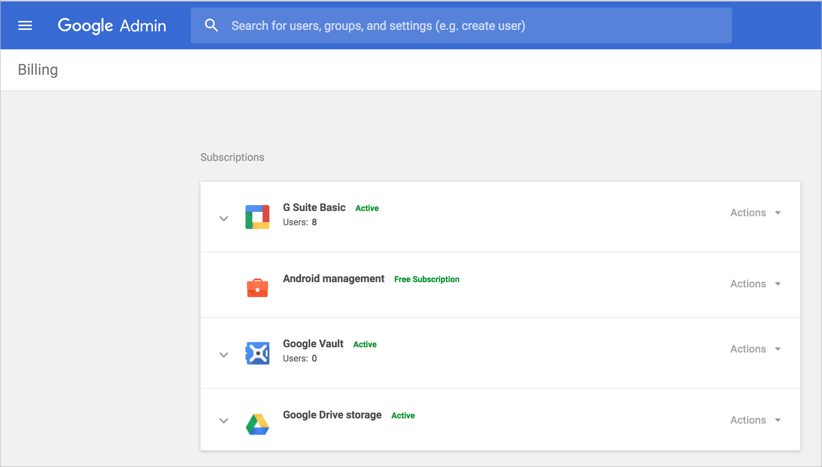 Google Admin
Search for users, groups, and settings (e.g. create user)
Billing
Subscriptions
G Suite Basic Active
Users: 8
Actions
Android management Free Subscription
Actions
Google Vault Active
Users: 0
Actions
Google Drive storage Active
Actions